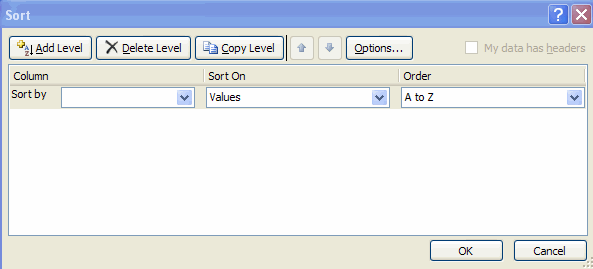 Sort
Add Level Delete Level Copy Level Options... My data has headers
Column Sort On Order
Sort by Values A to Z
OK Cancel